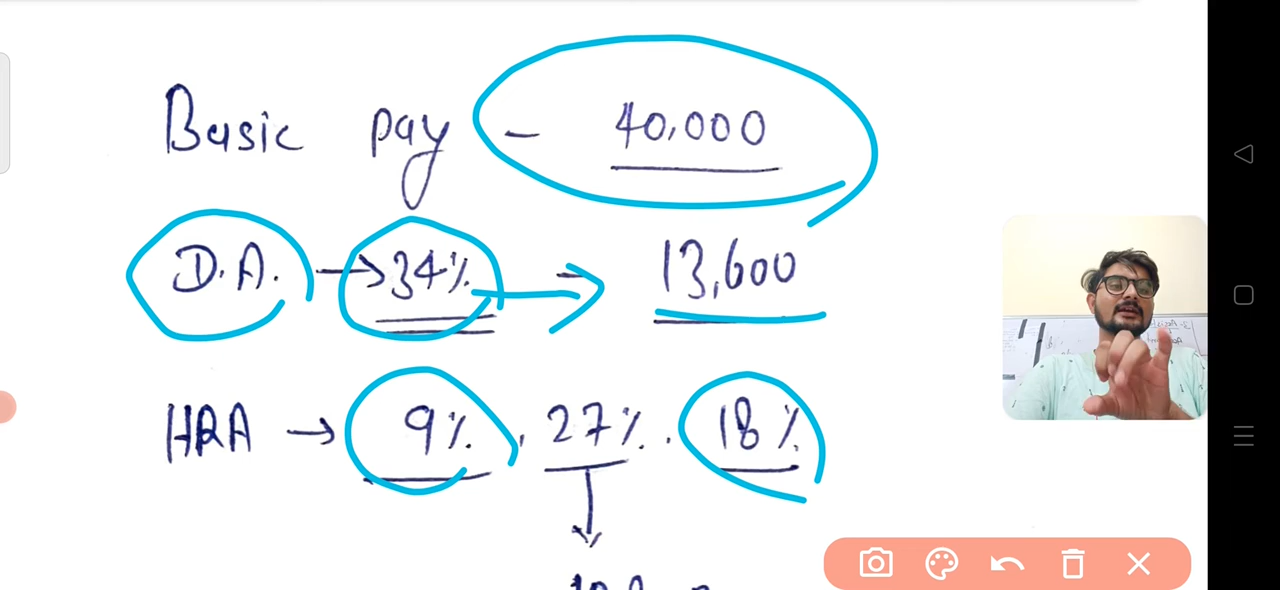 Basic pay - 40,000
D.A. → 34% - 13,600
HRA → 9%, 27%. 18%